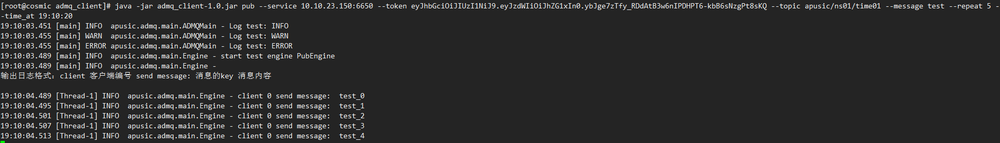 [root@cosmic admq_client]# java -jar admq_client-1.0.jar pub --service 10.10.23.150:6650 --token eyJhbGciOiJIUzI1NiJ9.eyJzdWIiOiJhZG1xIn0.ybJge7zTfy_RDdAtB3w6nIPDHPT6-kbB6sNzgPt8sKQ --topic apusic/ns01/time01 --message test --repeat 5 -
-time_at 19:10:20
19:10:03.451 [main] INFO  apusic.admq.main.ADMQMain - Log test: INFO
19:10:03.455 [main] WARN  apusic.admq.main.ADMQMain - Log test: WARN
19:10:03.455 [main] ERROR apusic.admq.main.ADMQMain - Log test: ERROR
19:10:03.489 [main] INFO  apusic.admq.main.Engine - start test engine PubEngine
19:10:03.489 [main] INFO  apusic.admq.main.Engine -
输出日志格式：client 客户端编号 send message: 消息的key 消息内容
19:10:04.489 [Thread-1] INFO  apusic.admq.main.Engine - client 0 send message:  test_0
19:10:04.495 [Thread-1] INFO  apusic.admq.main.Engine - client 0 send message:  test_1
19:10:04.501 [Thread-1] INFO  apusic.admq.main.Engine - client 0 send message:  test_2
19:10:04.507 [Thread-1] INFO  apusic.admq.main.Engine - client 0 send message:  test_3
19:10:04.513 [Thread-1] INFO  apusic.admq.main.Engine - client 0 send message:  test_4